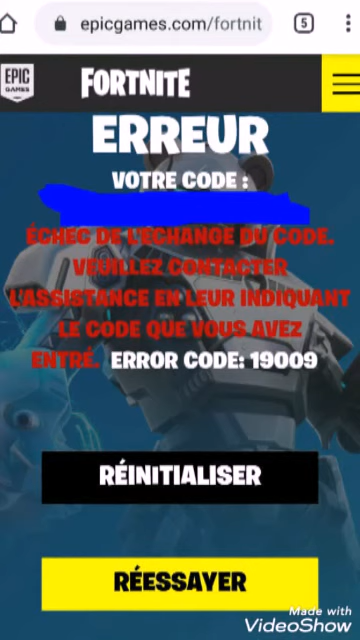 epicgames.com/fortnit
5
EPIC
GAMES
FORTNITE
ERREUR
VOTRE CODE :
ÉCHEC DE L'ÉCHANGE DU CODE.
VEUILLEZ CONTACTER
L'ASSISTANCE EN LEUR INDIQUANT
LE CODE QUE VOUS AVEZ
ENTRÉ. ERROR CODE: 19009
RÉINITIALISER
RÉESSAYER
Made with
VideoShow